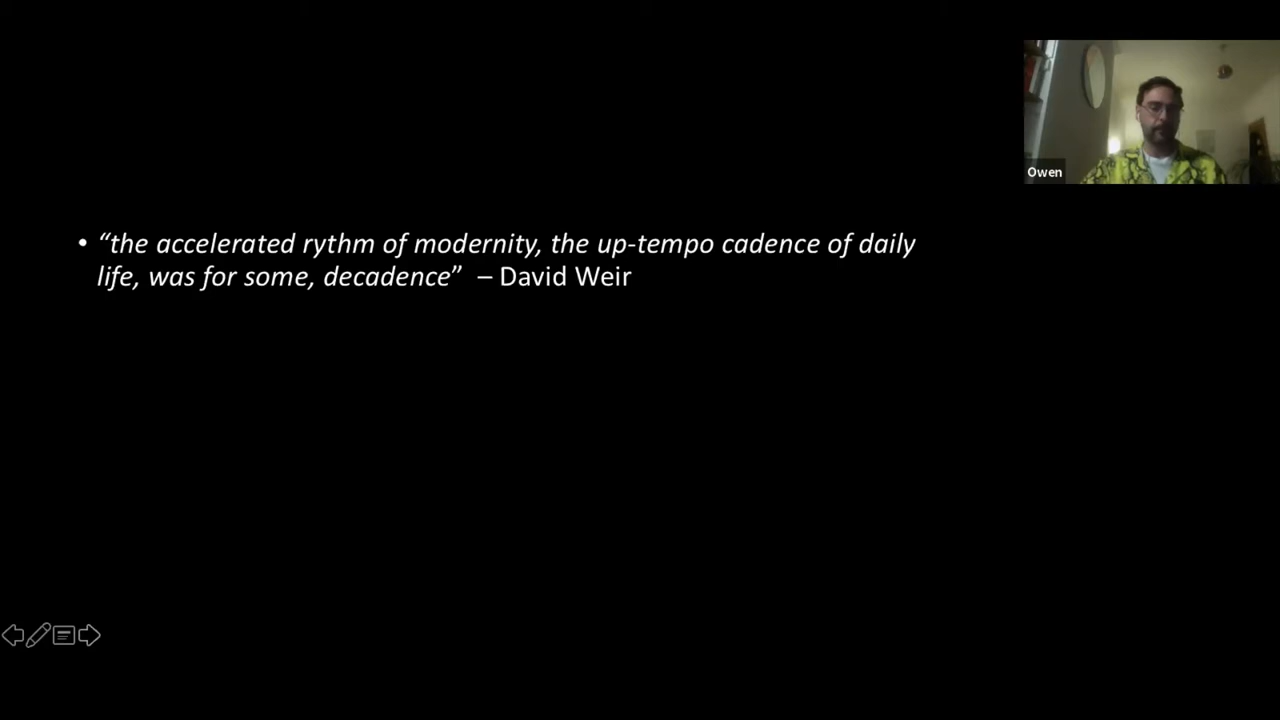 • “the accelerated rythm of modernity, the up-tempo cadence of daily
life, was for some, decadence” – David Weir
Owen